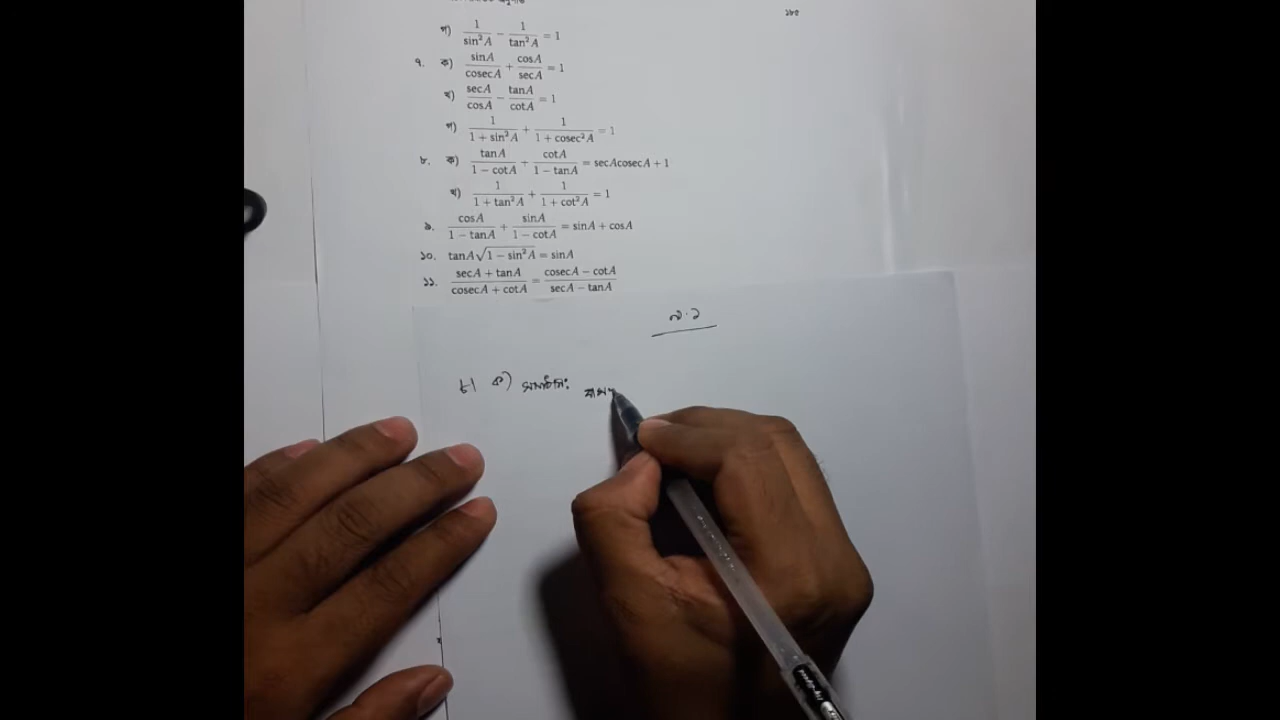 ১৮৩
গ) 1/sin²A − 1/tan²A = 1
৭. ক) sinA/cosecA + cosA/secA = 1
খ) secA/cosA − tanA/cotA = 1
গ) 1/(1 + sin²A) + 1/(1 + cosec²A) = 1
৮. ক) tanA/(1 − cotA) + cotA/(1 − tanA) = secAcosecA + 1
খ) 1/(1 + tan²A) + 1/(1 + cot²A) = 1
৯. cosA/(1 − tanA) + sinA/(1 − cotA) = sinA + cosA
১০. tanA√(1 − sin²A) = sinA
১১. (secA + tanA)/(cosecA + cotA) = (cosecA − cotA)/(secA − tanA)
৯.১
৮। ক)